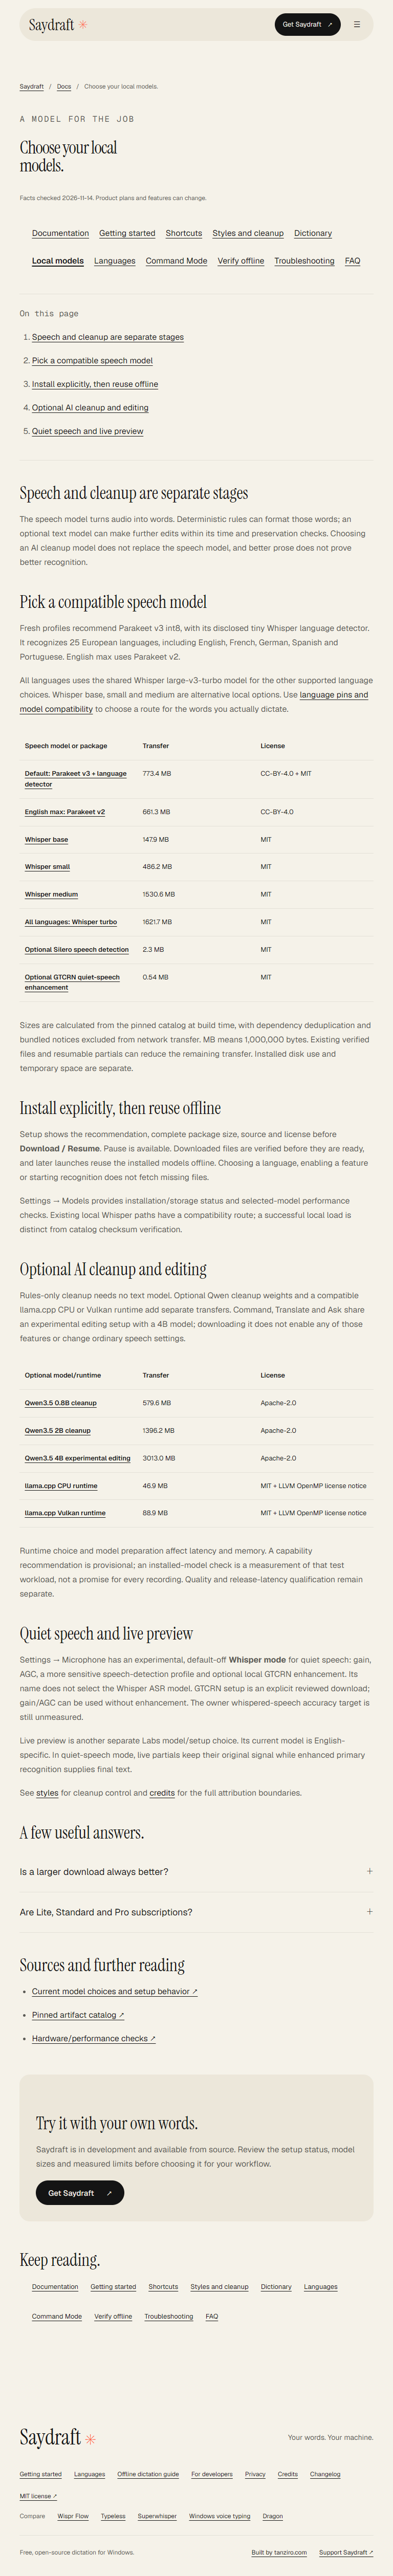 Saydraft
Get Saydraft ↗
Saydraft / Docs / Choose your local models.
A MODEL FOR THE JOB
Choose your local
models.
Facts checked 2026-11-14. Product plans and features can change.
Documentation Getting started Shortcuts Styles and cleanup Dictionary
Local models Languages Command Mode Verify offline Troubleshooting FAQ
On this page
1. Speech and cleanup are separate stages
2. Pick a compatible speech model
3. Install explicitly, then reuse offline
4. Optional AI cleanup and editing
5. Quiet speech and live preview
Speech and cleanup are separate stages
The speech model turns audio into words. Deterministic rules can format those words; an
optional text model can make further edits within its time and preservation checks. Choosing
an AI cleanup model does not replace the speech model, and better prose does not prove
better recognition.
Pick a compatible speech model
Fresh profiles recommend Parakeet v3 int8, with its disclosed tiny Whisper language detector.
It recognizes 25 European languages, including English, French, German, Spanish and
Portuguese. English max uses Parakeet v2.
All languages uses the shared Whisper large-v3-turbo model for the other supported language
choices. Whisper base, small and medium are alternative local options. Use language pins and
model compatibility to choose a route for the words you actually dictate.
Speech model or package Transfer License
Default: Parakeet v3 + language
detector 773.4 MB CC-BY-4.0 + MIT
English max: Parakeet v2 661.3 MB CC-BY-4.0
Whisper base 147.9 MB MIT
Whisper small 486.2 MB MIT
Whisper medium 1530.6 MB MIT
All languages: Whisper turbo 1621.7 MB MIT
Optional Silero speech detection 2.3 MB MIT
Optional GTCRN quiet-speech
enhancement 0.54 MB MIT
Sizes are calculated from the pinned catalog at build time, with dependency deduplication and
bundled notices excluded from network transfer. MB means 1,000,000 bytes. Existing verified
files and resumable partials can reduce the remaining transfer. Installed disk use and
temporary space are separate.
Install explicitly, then reuse offline
Setup shows the recommendation, complete package size, source and license before
Download / Resume. Pause is available. Downloaded files are verified before they are ready,
and later launches reuse the installed models offline. Choosing a language, enabling a feature
or starting recognition does not fetch missing files.
Settings → Models provides installation/storage status and selected-model performance
checks. Existing local Whisper paths have a compatibility route; a successful local load is
distinct from catalog checksum verification.
Optional AI cleanup and editing
Rules-only cleanup needs no text model. Optional Qwen cleanup weights and a compatible
llama.cpp CPU or Vulkan runtime add separate transfers. Command, Translate and Ask share
an experimental editing setup with a 4B model; downloading it does not enable any of those
features or change ordinary speech settings.
Optional model/runtime Transfer License
Qwen3.5 0.8B cleanup 579.6 MB Apache-2.0
Qwen3.5 2B cleanup 1396.2 MB Apache-2.0
Qwen3.5 4B experimental editing 3013.0 MB Apache-2.0
llama.cpp CPU runtime 46.9 MB MIT + LLVM OpenMP license notice
llama.cpp Vulkan runtime 88.9 MB MIT + LLVM OpenMP license notice
Runtime choice and model preparation affect latency and memory. A capability
recommendation is provisional; an installed-model check is a measurement of that test
workload, not a promise for every recording. Quality and release-latency qualification remain
separate.
Quiet speech and live preview
Settings → Microphone has an experimental, default-off Whisper mode for quiet speech: gain,
AGC, a more sensitive speech-detection profile and optional local GTCRN enhancement. Its
name does not select the Whisper ASR model. GTCRN setup is an explicit reviewed download;
gain/AGC can be used without enhancement. The owner whispered-speech accuracy target is
still unmeasured.
Live preview is another separate Labs model/setup choice. Its current model is English-
specific. In quiet-speech mode, live partials keep their original signal while enhanced primary
recognition supplies final text.
See styles for cleanup control and credits for the full attribution boundaries.
A few useful answers.
Is a larger download always better? +
Are Lite, Standard and Pro subscriptions? +
Sources and further reading
• Current model choices and setup behavior ↗
• Pinned artifact catalog ↗
• Hardware/performance checks ↗
Try it with your own words.
Saydraft is in development and available from source. Review the setup status, model
sizes and measured limits before choosing it for your workflow.
Get Saydraft ↗
Keep reading.
Documentation Getting started Shortcuts Styles and cleanup Dictionary Languages
Command Mode Verify offline Troubleshooting FAQ
Saydraft
Your words. Your machine.
Getting started Languages Offline dictation guide For developers Privacy Credits Changelog
MIT license ↗
Compare Wispr Flow Typeless Superwhisper Windows voice typing Dragon
Free, open-source dictation for Windows. Built by tanziro.com Support Saydraft ↗